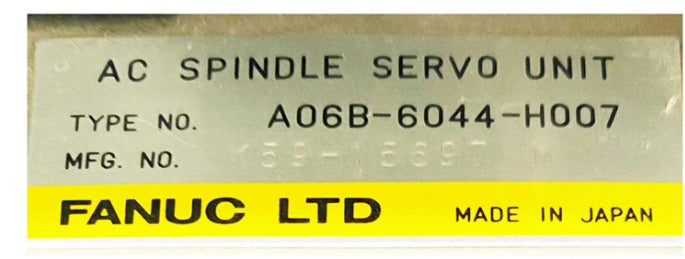 AC SPINDLE SERVO UNIT
TYPE NO. A06B-6044-H007
MFG. NO.
FANUC LTD MADE IN JAPAN